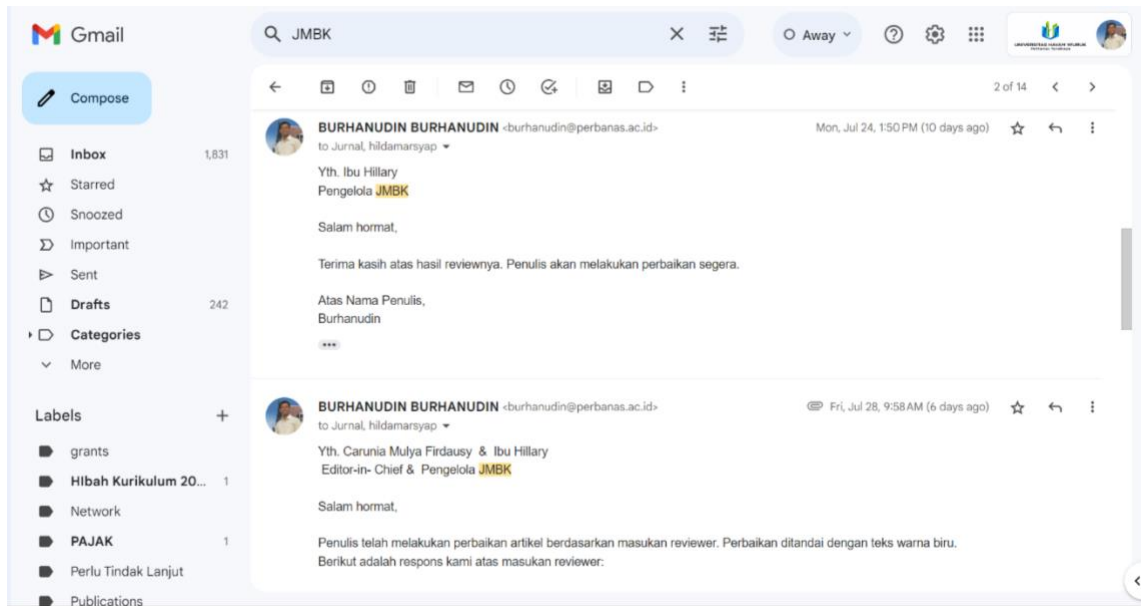 Gmail
JMBK
Away
UNIVERSITAS HAYAM WURUK
Compose
2 of 14
Inbox 1,831
Starred
Snoozed
Important
Sent
Drafts 242
Categories
More
Labels
grants
HIbah Kurikulum 20... 1
Network
PAJAK 1
Perlu Tindak Lanjut
Publications
BURHANUDIN BURHANUDIN <burhanudin@perbanas.ac.id> Mon, Jul 24, 1:50 PM (10 days ago)
to Jurnal, hildamarsyap
Yth. Ibu Hillary
Pengelola JMBK
Salam hormat,
Terima kasih atas hasil reviewnya. Penulis akan melakukan perbaikan segera.
Atas Nama Penulis,
Burhanudin
BURHANUDIN BURHANUDIN <burhanudin@perbanas.ac.id> Fri, Jul 28, 9:58 AM (6 days ago)
to Jurnal, hildamarsyap
Yth. Carunia Mulya Firdausy & Ibu Hillary
Editor-in- Chief & Pengelola JMBK
Salam hormat,
Penulis telah melakukan perbaikan artikel berdasarkan masukan reviewer. Perbaikan ditandai dengan teks warna biru.
Berikut adalah respons kami atas masukan reviewer: